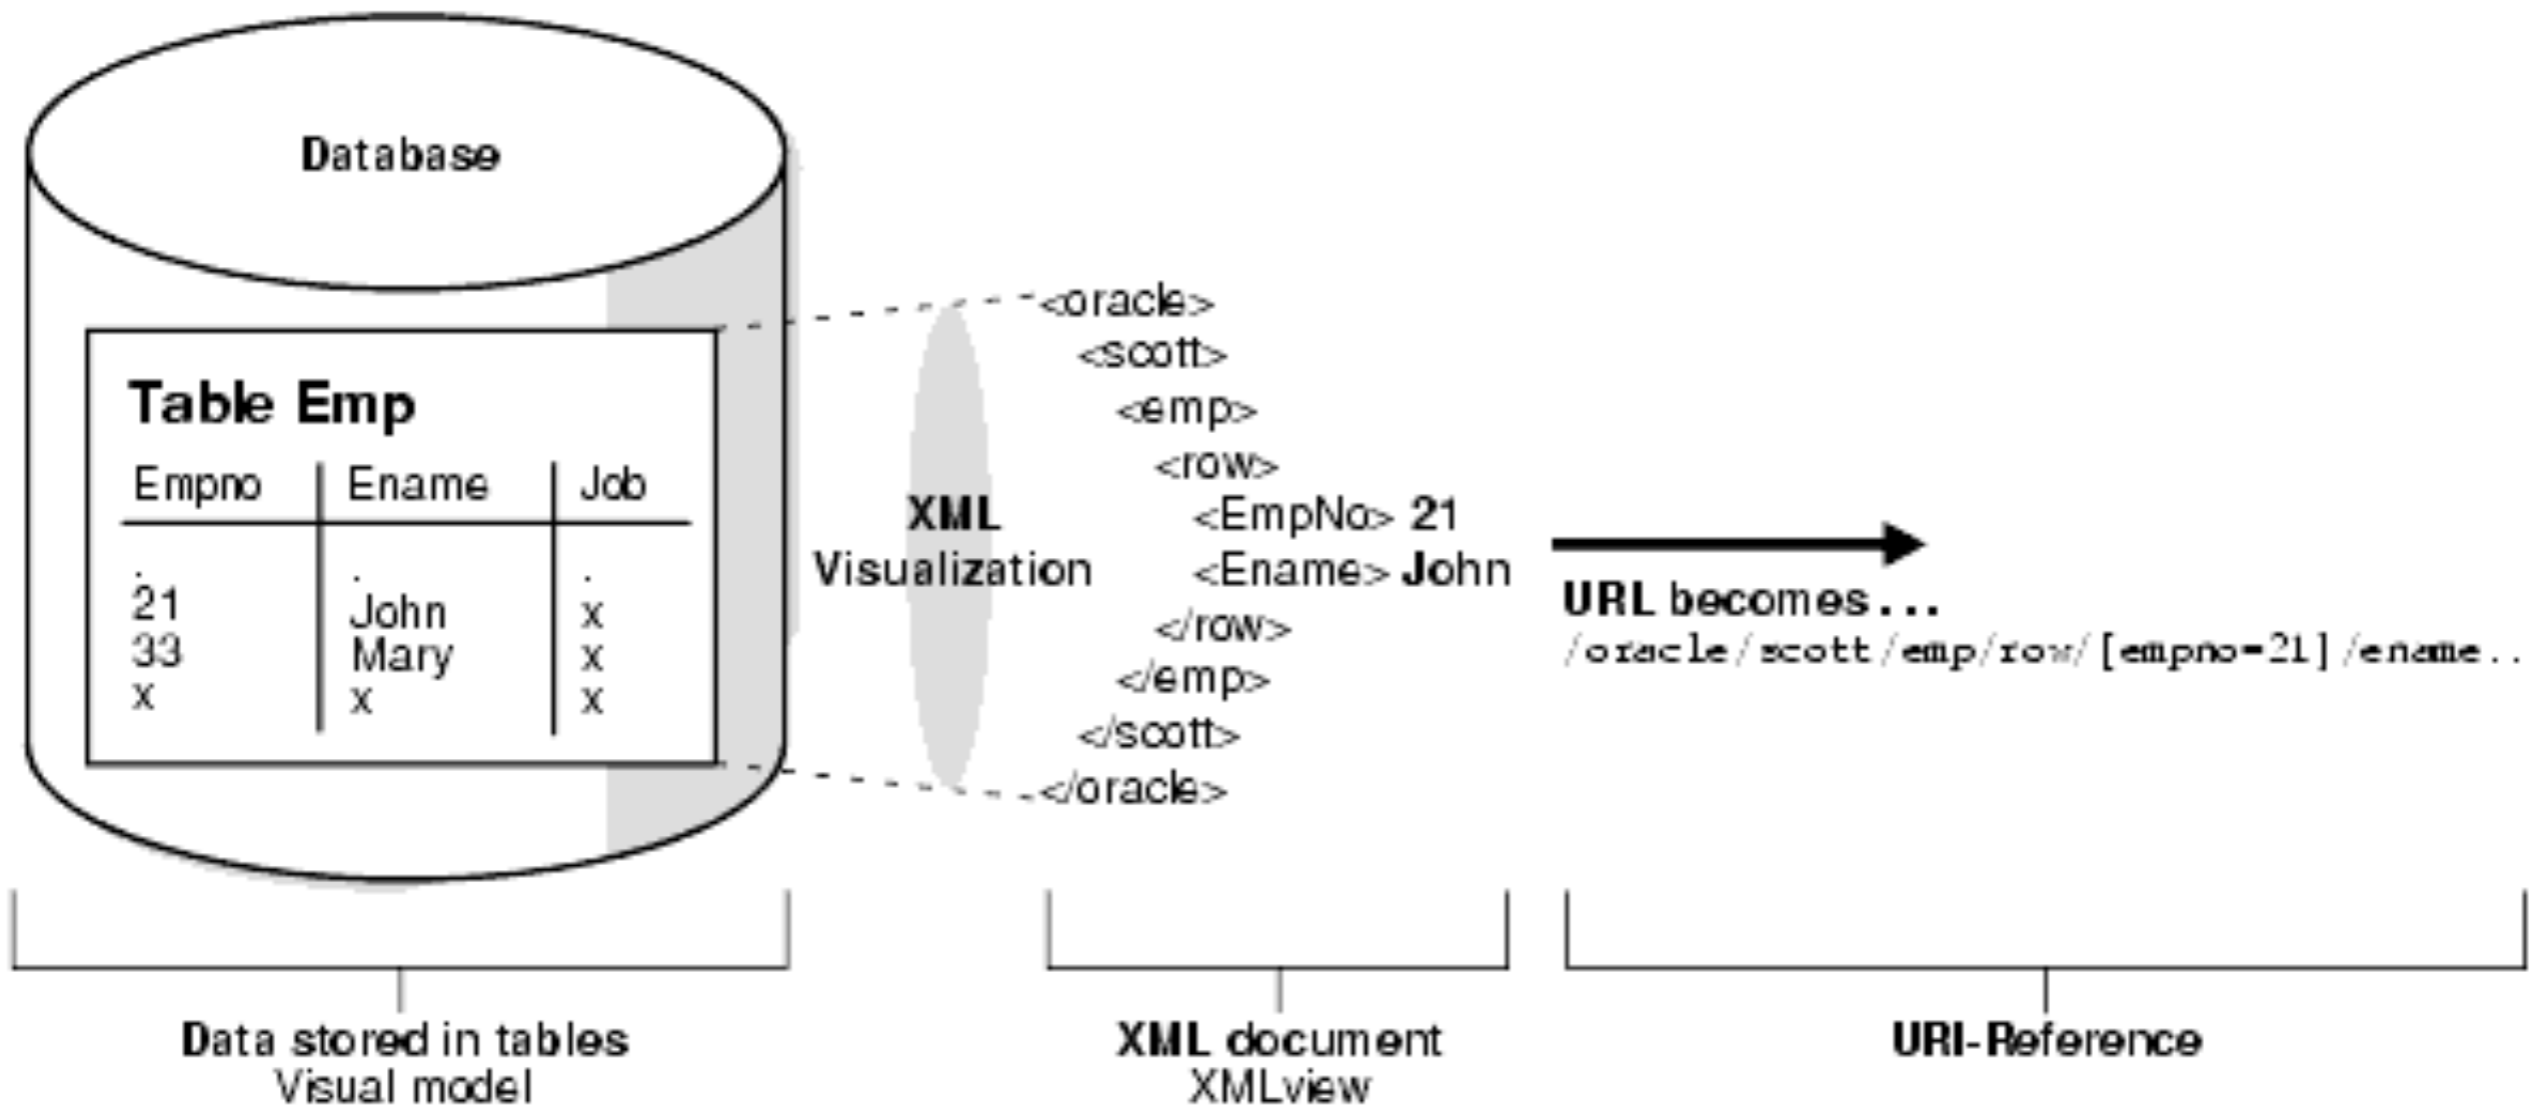 Database
Table Emp
Empno Ename Job
. . .
21 John x
33 Mary x
x x x
XML
Visualization
<oracle>
<scott>
<emp>
<row>
<EmpNo> 21
<Ename> John
</row>
</emp>
</scott>
</oracle>
URL becomes...
/oracle/scott/emp/row/[empno=21]/ename..
Data stored in tables
Visual model
XML document
XMLview
URI-Reference